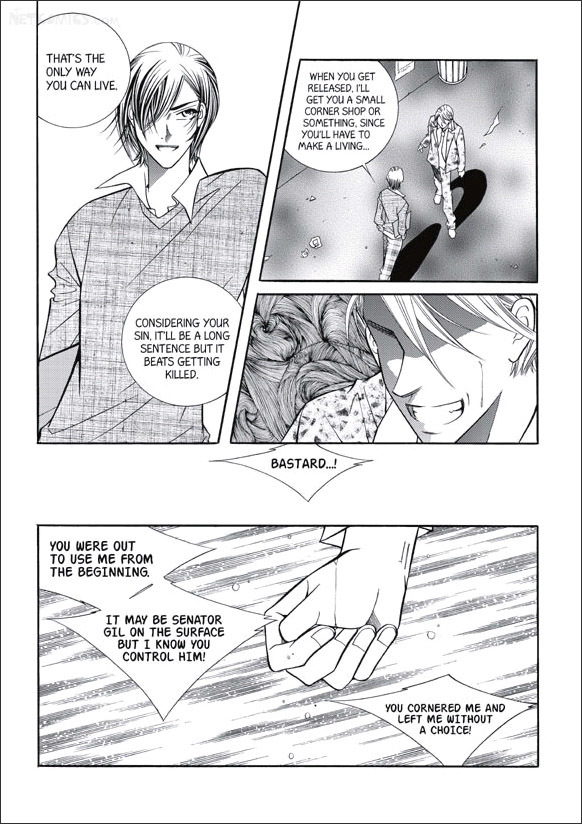 NETCOMICS.com
THAT'S THE
ONLY WAY
YOU CAN LIVE.
CONSIDERING YOUR
SIN, IT'LL BE A LONG
SENTENCE BUT IT
BEATS GETTING
KILLED.
WHEN YOU GET
RELEASED, I'LL
GET YOU A SMALL
CORNER SHOP OR
SOMETHING, SINCE
YOU'LL HAVE TO
MAKE A LIVING...
BASTARD...!
YOU WERE OUT
TO USE ME FROM
THE BEGINNING.
IT MAY BE SENATOR
GIL ON THE SURFACE
BUT I KNOW YOU
CONTROL HIM!
YOU CORNERED ME AND
LEFT ME WITHOUT
A CHOICE!